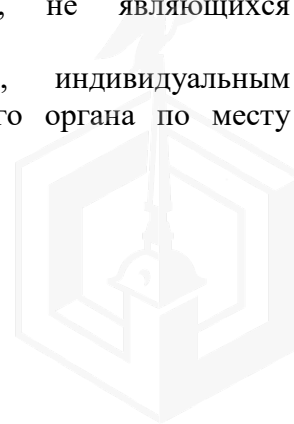 , не являющихся
, индивидуальным
го органа по месту